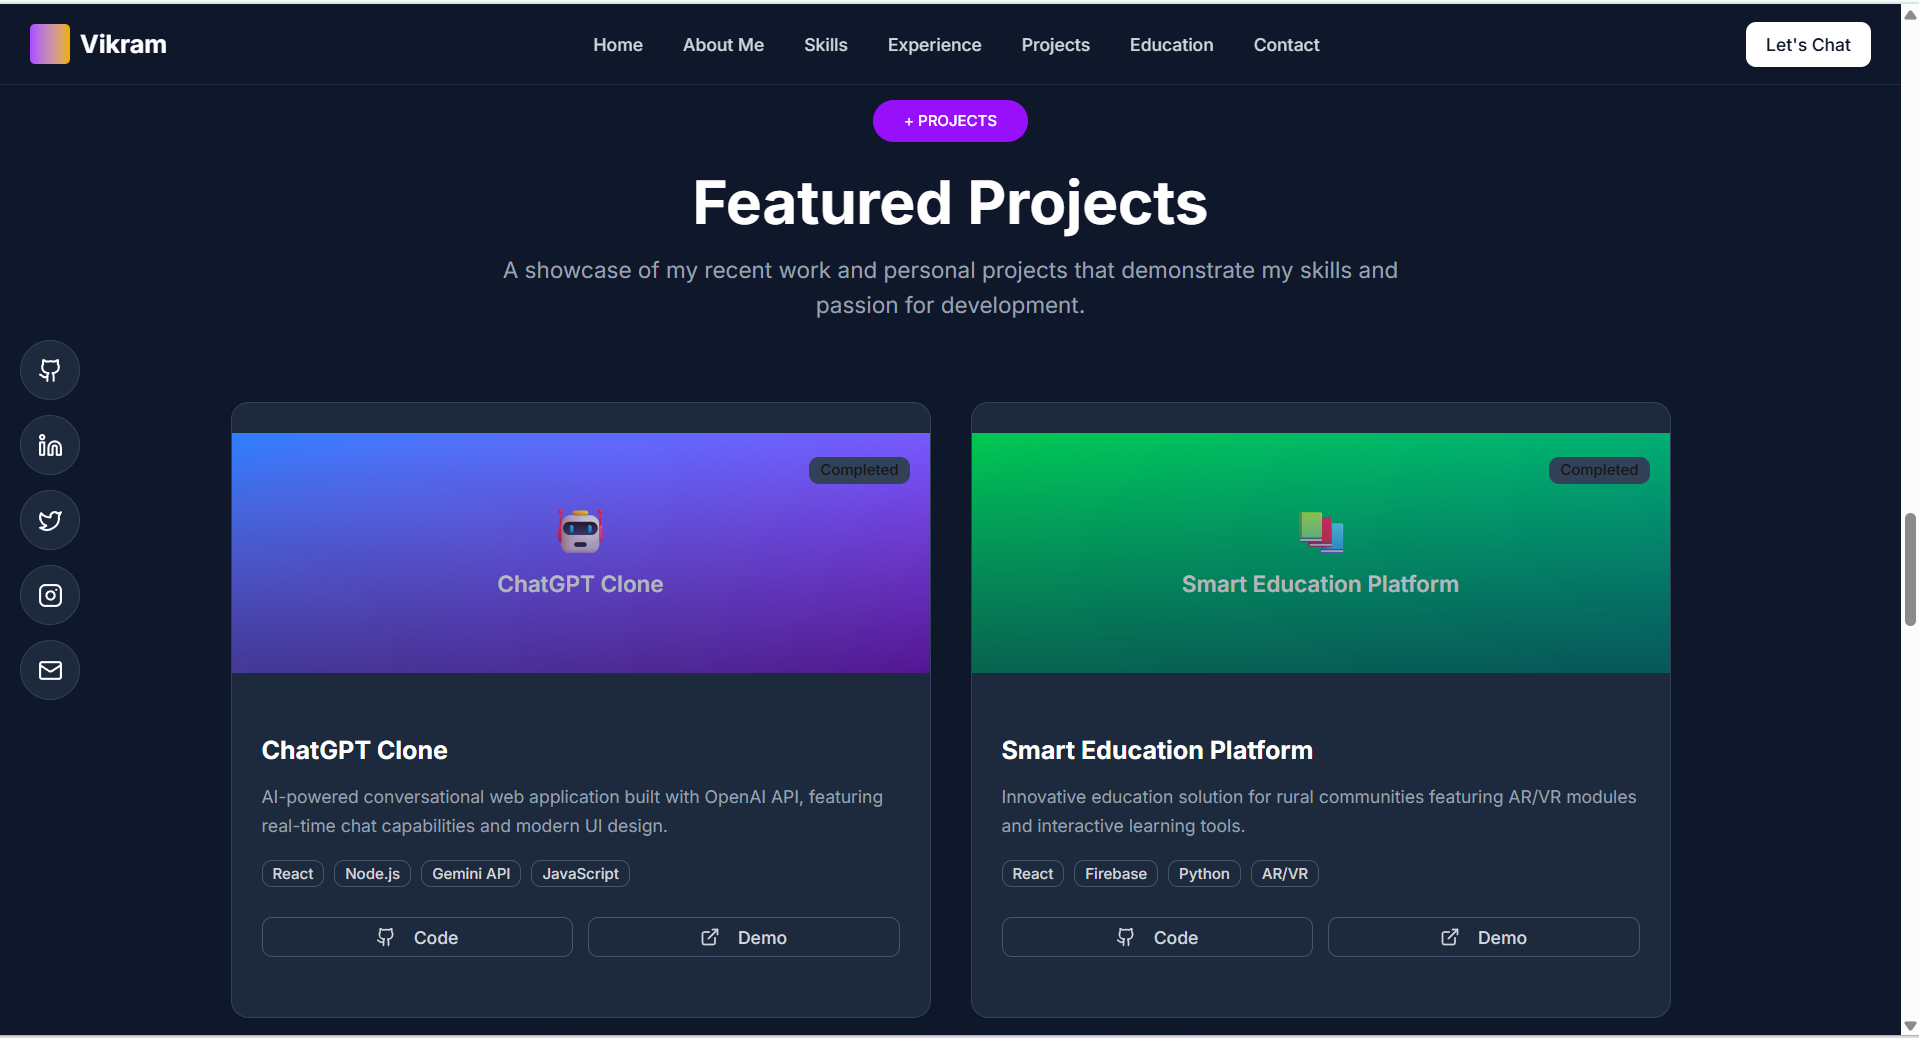 Vikram
Home
About Me
Skills
Experience
Projects
Education
Contact
Let's Chat
+ PROJECTS
Featured Projects
A showcase of my recent work and personal projects that demonstrate my skills and
passion for development.
Completed
ChatGPT Clone
ChatGPT Clone
AI-powered conversational web application built with OpenAI API, featuring
real-time chat capabilities and modern UI design.
React
Node.js
Gemini API
JavaScript
Code
Demo
Completed
Smart Education Platform
Smart Education Platform
Innovative education solution for rural communities featuring AR/VR modules
and interactive learning tools.
React
Firebase
Python
AR/VR
Code
Demo